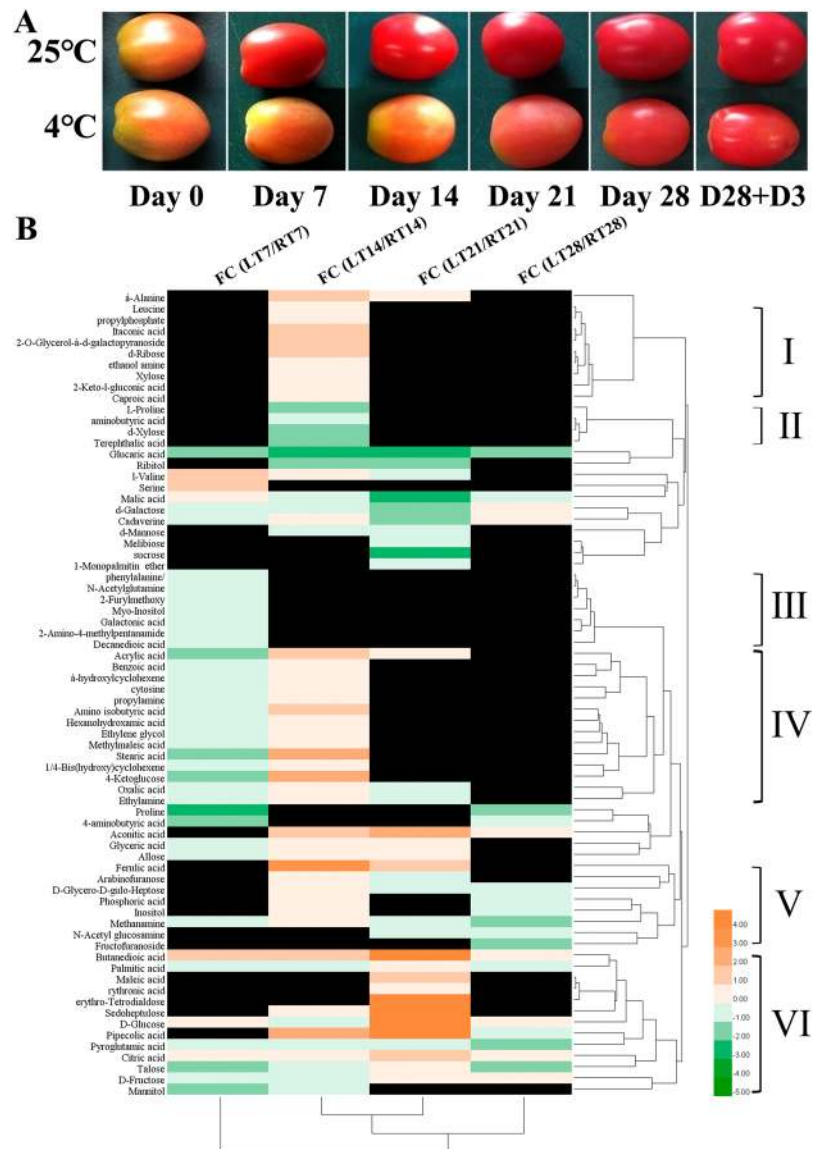 A
25°C
4°C
Day 0 Day 7 Day 14 Day 21 Day 28 D28+D3
B
FC (LT7/RT7) FC (LT14/RT14) FC (LT21/RT21) FC (LT28/RT28)
á-Alanine
Leucine
propylphosphate
Itaconic acid
2-O-Glycerol-à-d-galactopyranoside
d-Ribose
ethanol amine
Xylose
2-Keto-l-gluconic acid
Caproic acid
L-Proline
aminobutyric acid
d-Xylose
Terephthalic acid
Glucaric acid
Ribitol
l-Valine
Serine
Malic acid
d-Galactose
Cadaverine
d-Mannose
Melibiose
sucrose
1-Monopalmitin ether
phenylalanine/
N-Acetylglutamine
2-Furylmethoxy
Myo-Inositol
Galactonic acid
2-Amino-4-methylpentanamide
Decanedioic acid
Acrylic acid
Benzoic acid
à-hydroxylcyclohexene
cytosine
propylamine
Amino isobutyric acid
Hexanohydroxamic acid
Ethylene glycol
Methylmaleic acid
Stearic acid
1/4-Bis(hydroxy)cyclohexene
4-Ketoglucose
Oxalic acid
Ethylamine
Proline
4-aminobutyric acid
Aconitic acid
Glyceric acid
Allose
Ferulic acid
Arabinofuranose
D-Glycero-D-gulo-Heptose
Phosphoric acid
Inositol
Methanamine
N-Acetyl glucosamine
Fructofuranoside
Butanedioic acid
Palmitic acid
Maleic acid
rythronic acid
erythro-Tetrodialdose
Sedoheptulose
D-Glucose
Pipecolic acid
Pyroglutamic acid
Citric acid
Talose
D-Fructose
Mannitol
I
II
III
IV
V
VI
4.00
3.00
2.00
1.00
0.00
-1.00
-2.00
-3.00
-4.00
-5.00